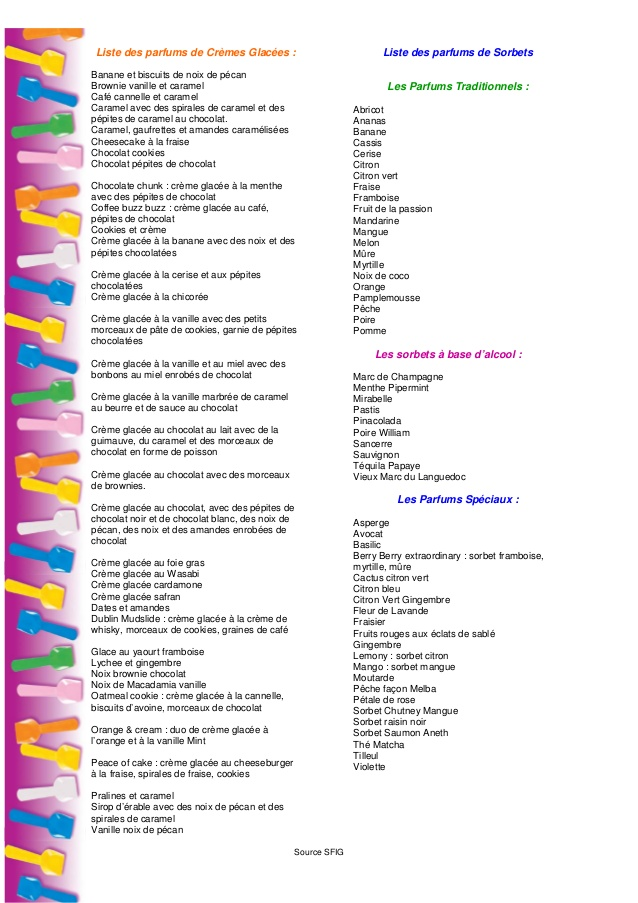 Liste des parfums de Crèmes Glacées :
Banane et biscuits de noix de pécan
Brownie vanille et caramel
Café cannelle et caramel
Caramel avec des spirales de caramel et des
pépites de caramel au chocolat.
Caramel, gaufrettes et amandes caramélisées
Cheesecake à la fraise
Chocolat cookies
Chocolat pépites de chocolat
Chocolate chunk : crème glacée à la menthe
avec des pépites de chocolat
Coffee buzz buzz : crème glacée au café,
pépites de chocolat
Cookies et crème
Crème glacée à la banane avec des noix et des
pépites chocolatées
Crème glacée à la cerise et aux pépites
chocolatées
Crème glacée à la chicorée
Crème glacée à la vanille avec des petits
morceaux de pâte de cookies, garnie de pépites
chocolatées
Crème glacée à la vanille et au miel avec des
bonbons au miel enrobés de chocolat
Crème glacée à la vanille marbrée de caramel
au beurre et de sauce au chocolat
Crème glacée au chocolat au lait avec de la
guimauve, du caramel et des morceaux de
chocolat en forme de poisson
Crème glacée au chocolat avec des morceaux
de brownies.
Crème glacée au chocolat, avec des pépites de
chocolat noir et de chocolat blanc, des noix de
pécan, des noix et des amandes enrobées de
chocolat
Crème glacée au foie gras
Crème glacée au Wasabi
Crème glacée cardamone
Crème glacée safran
Dates et amandes
Dublin Mudslide : crème glacée à la crème de
whisky, morceaux de cookies, graines de café
Glace au yaourt framboise
Lychee et gingembre
Noix brownie chocolat
Noix de Macadamia vanille
Oatmeal cookie : crème glacée à la cannelle,
biscuits d'avoine, morceaux de chocolat
Orange & cream : duo de crème glacée à
l'orange et à la vanille Mint
Peace of cake : crème glacée au cheeseburger
à la fraise, spirales de fraise, cookies
Pralines et caramel
Sirop d'érable avec des noix de pécan et des
spirales de caramel
Vanille noix de pécan
Liste des parfums de Sorbets
Les Parfums Traditionnels :
Abricot
Ananas
Banane
Cassis
Cerise
Citron
Citron vert
Fraise
Framboise
Fruit de la passion
Mandarine
Mangue
Melon
Mûre
Myrtille
Noix de coco
Orange
Pamplemousse
Pêche
Poire
Pomme
Les sorbets à base d'alcool :
Marc de Champagne
Menthe Pipermint
Mirabelle
Pastis
Pinacolada
Poire William
Sancerre
Sauvignon
Téquila Papaye
Vieux Marc du Languedoc
Les Parfums Spéciaux :
Asperge
Avocat
Basilic
Berry Berry extraordinary : sorbet framboise,
myrtille, mûre
Cactus citron vert
Citron bleu
Citron Vert Gingembre
Fleur de Lavande
Fraisier
Fruits rouges aux éclats de sablé
Gingembre
Lemony : sorbet citron
Mango : sorbet mangue
Moutarde
Pêche façon Melba
Pétale de rose
Sorbet Chutney Mangue
Sorbet raisin noir
Sorbet Saumon Aneth
Thé Matcha
Tilleul
Violette
Source SFIG